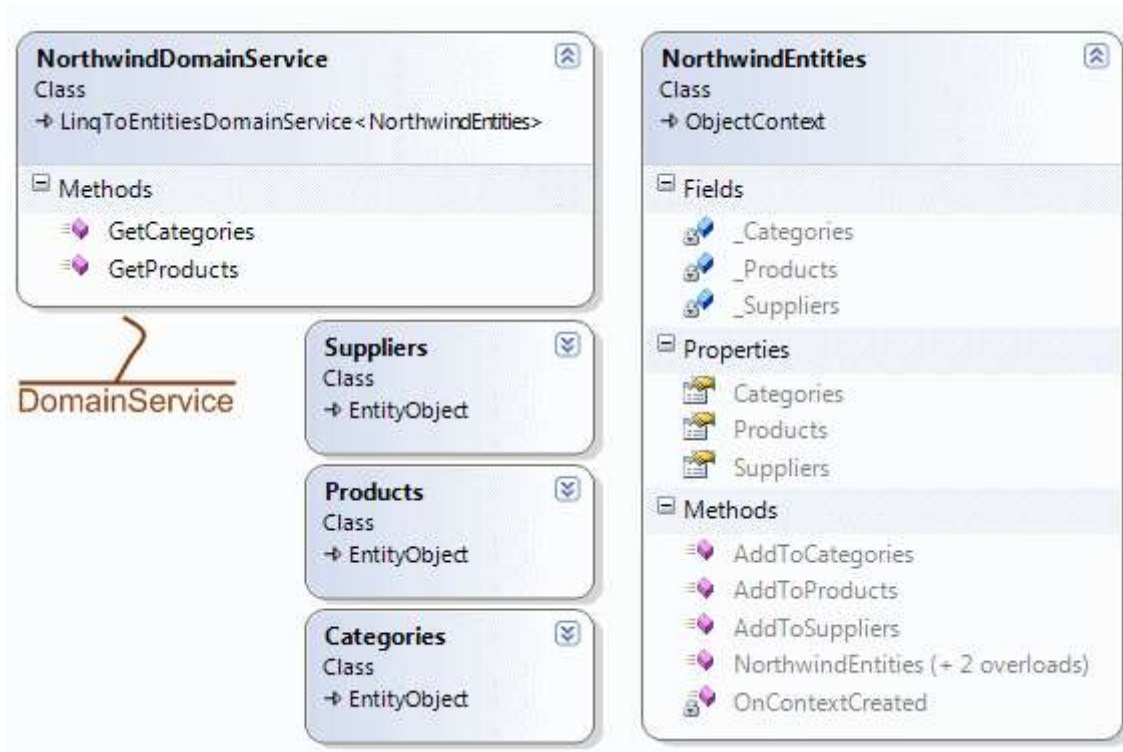 NorthwindDomainService
Class
LinqToEntitiesDomainService<NorthwindEntities>
Methods
GetCategories
GetProducts
DomainService
Suppliers
Class
EntityObject
Products
Class
EntityObject
Categories
Class
EntityObject
NorthwindEntities
Class
ObjectContext
Fields
_Categories
_Products
_Suppliers
Properties
Categories
Products
Suppliers
Methods
AddToCategories
AddToProducts
AddToSuppliers
NorthwindEntities (+ 2 overloads)
OnContextCreated